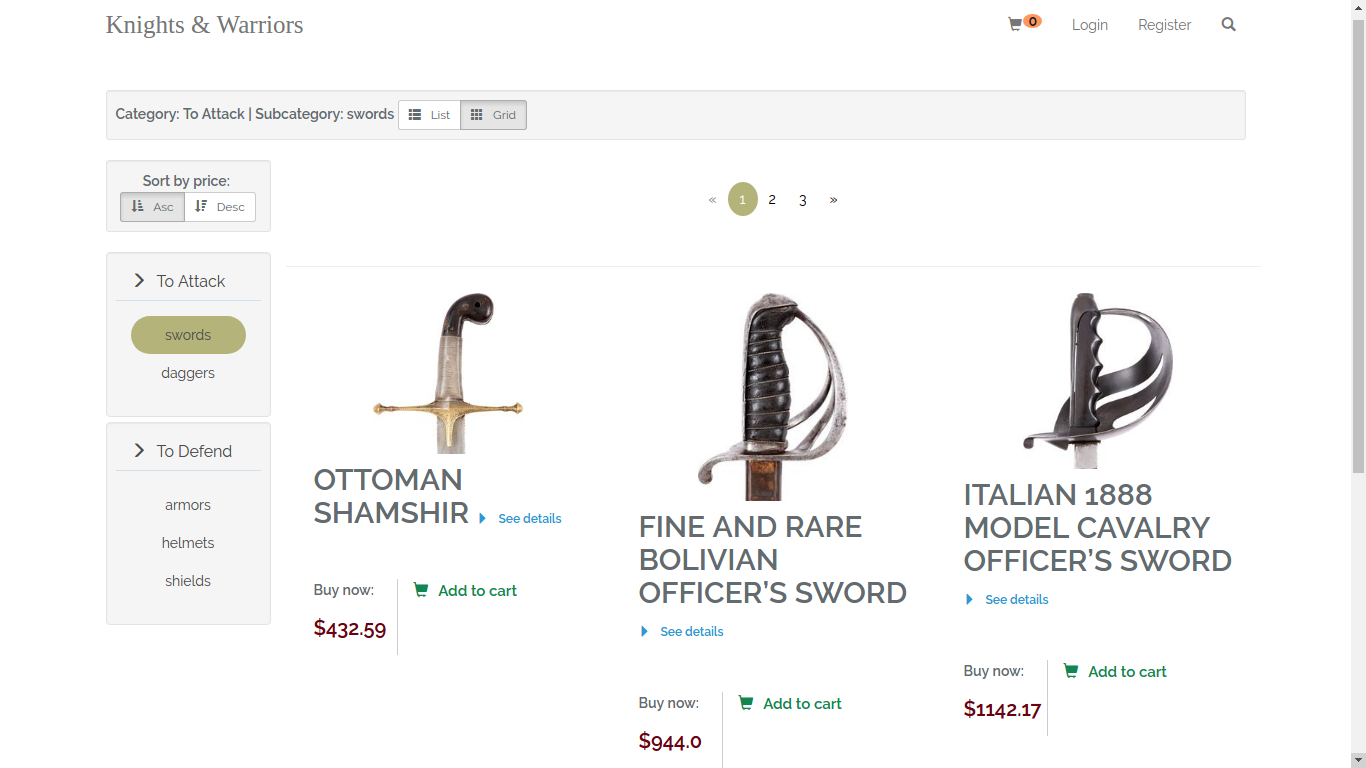 Knights & Warriors
0
Login
Register
Category: To Attack | Subcategory: swords
List
Grid
Sort by price:
Asc
Desc
« 1 2 3 »
To Attack
swords
daggers
To Defend
armors
helmets
shields
OTTOMAN
SHAMSHIR
See details
Buy now:
Add to cart
$432.59
FINE AND RARE
BOLIVIAN
OFFICER’S SWORD
See details
Buy now:
Add to cart
$944.0
ITALIAN 1888
MODEL CAVALRY
OFFICER’S SWORD
See details
Buy now:
Add to cart
$1142.17